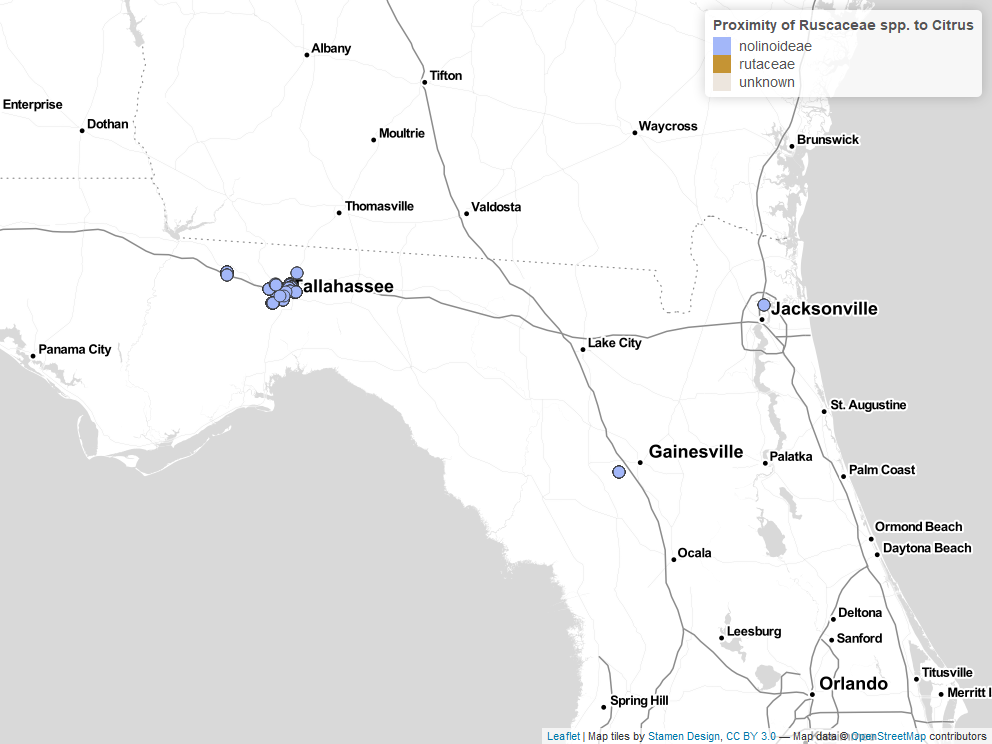 Proximity of Ruscaceae spp. to Citrus
nolinoideae
rutaceae
unknown
Albany
Tifton
Enterprise
Dothan
Moultrie
Waycross
Brunswick
Thomasville
Valdosta
Tallahassee
Jacksonville
Panama City
Lake City
St. Augustine
Gainesville
Palatka
Palm Coast
Ormond Beach
Daytona Beach
Ocala
Deltona
Leesburg
Sanford
Titusville
Orlando
Merritt I
Spring Hill
Leaflet | Map tiles by Stamen Design, CC BY 3.0 — Map data © OpenStreetMap contributors